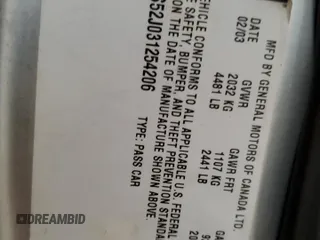 MFD BY GENERAL MOTORS OF CANADA LTD.
DATE GVWR GAWR FRT
02/03 2032 KG 1107 KG
4481 LB 2441 LB
VEHICLE CONFORMS TO ALL APPLICABLE U.S. FEDERAL
SAFETY, BUMPER, AND THEFT PREVENTION
ON THE DATE OF MANUFACTURE SHOWN ABOVE.
52J031254206 TYPE: PASS CAR
DREAMBID